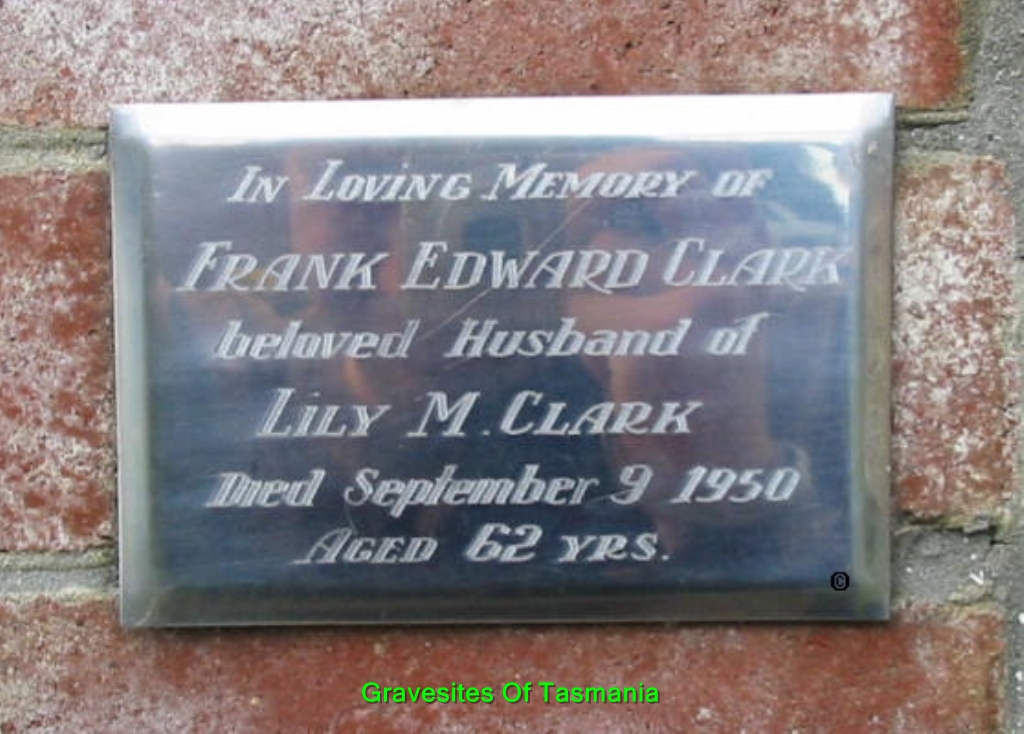 In Loving Memory of
Frank Edward Clark
beloved Husband of
Lily M. Clark
Died September 9 1950
Aged 62 yrs.
©
Gravesites Of Tasmania